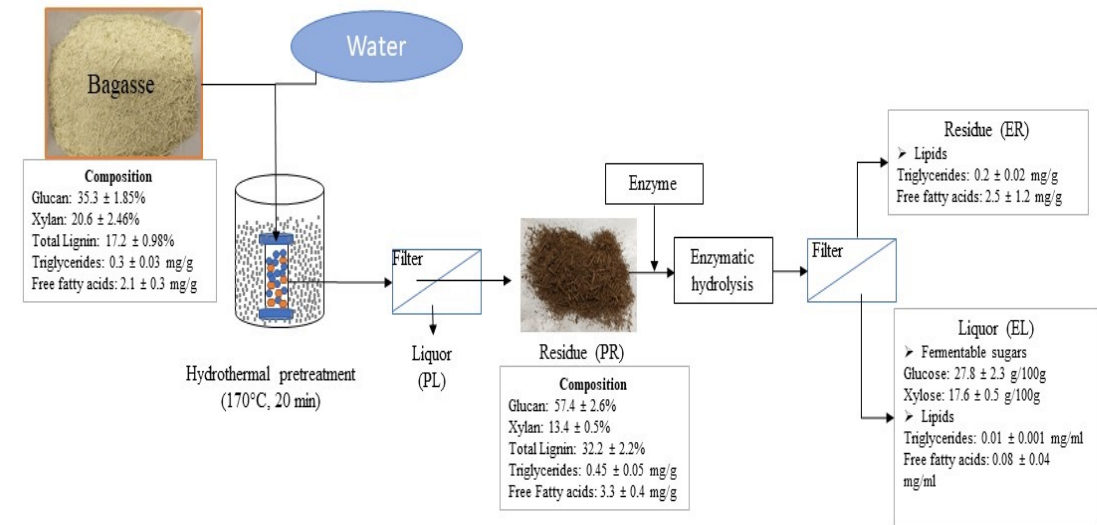 Bagasse
Water
Composition
Glucan: 35.3 ± 1.85%
Xylan: 20.6 ± 2.46%
Total Lignin: 17.2 ± 0.98%
Triglycerides: 0.3 ± 0.03 mg/g
Free fatty acids: 2.1 ± 0.3 mg/g
Hydrothermal pretreatment
(170°C, 20 min)
Filter
Liquor
(PL)
Residue (PR)
Composition
Glucan: 57.4 ± 2.6%
Xylan: 13.4 ± 0.5%
Total Lignin: 32.2 ± 2.2%
Triglycerides: 0.45 ± 0.05 mg/g
Free Fatty acids: 3.3 ± 0.4 mg/g
Enzyme
Enzymatic
hydrolysis
Filter
Residue (ER)
➤ Lipids
Triglycerides: 0.2 ± 0.02 mg/g
Free fatty acids: 2.5 ± 1.2 mg/g
Liquor (EL)
➤ Fermentable sugars
Glucose: 27.8 ± 2.3 g/100g
Xylose: 17.6 ± 0.5 g/100g
➤ Lipids
Triglycerides: 0.01 ± 0.001 mg/ml
Free fatty acids: 0.08 ± 0.04
mg/ml